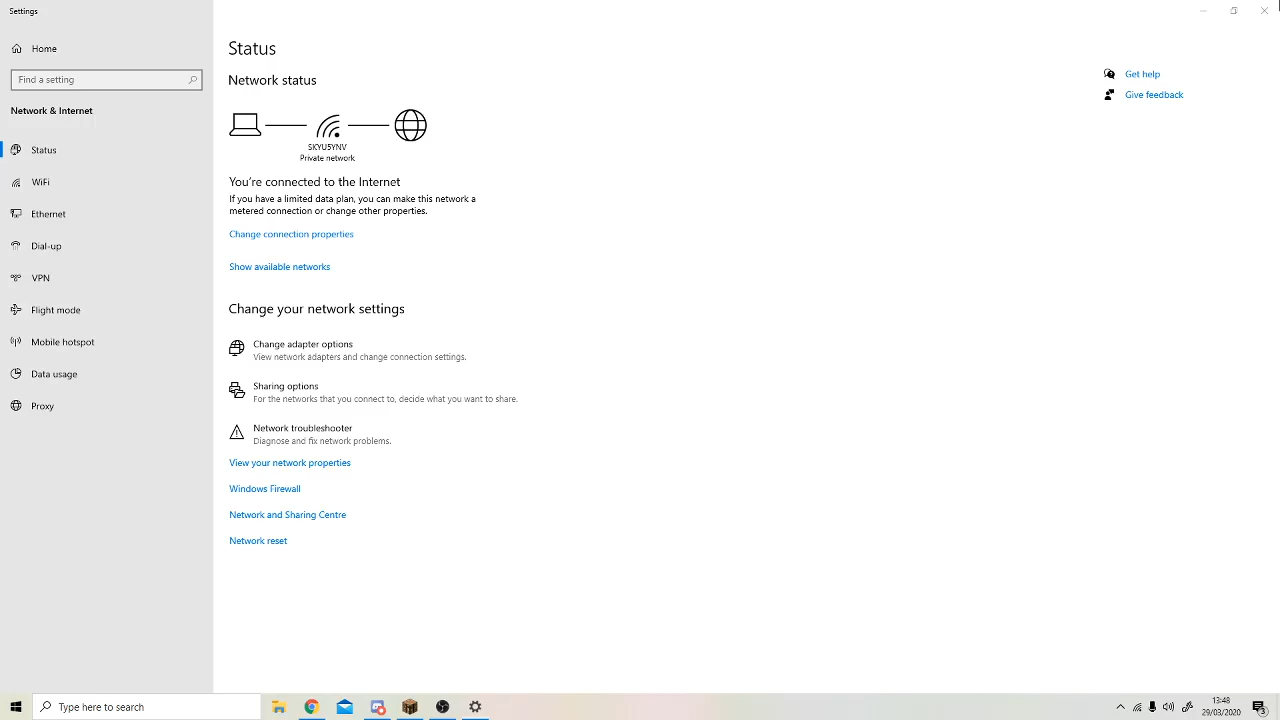 Settings
Home
Find a setting
Network & Internet
Status
WiFi
Ethernet
Dial-up
VPN
Flight mode
Mobile hotspot
Data usage
Proxy
Status
Network status
SKYU5YNV
Private network
You're connected to the Internet
If you have a limited data plan, you can make this network a
metered connection or change other properties.
Change connection properties
Show available networks
Change your network settings
Change adapter options
View network adapters and change connection settings.
Sharing options
For the networks that you connect to, decide what you want to share.
Network troubleshooter
Diagnose and fix network problems.
View your network properties
Windows Firewall
Network and Sharing Centre
Network reset
Get help
Give feedback
Type here to search
13:48
29/03/2020
3